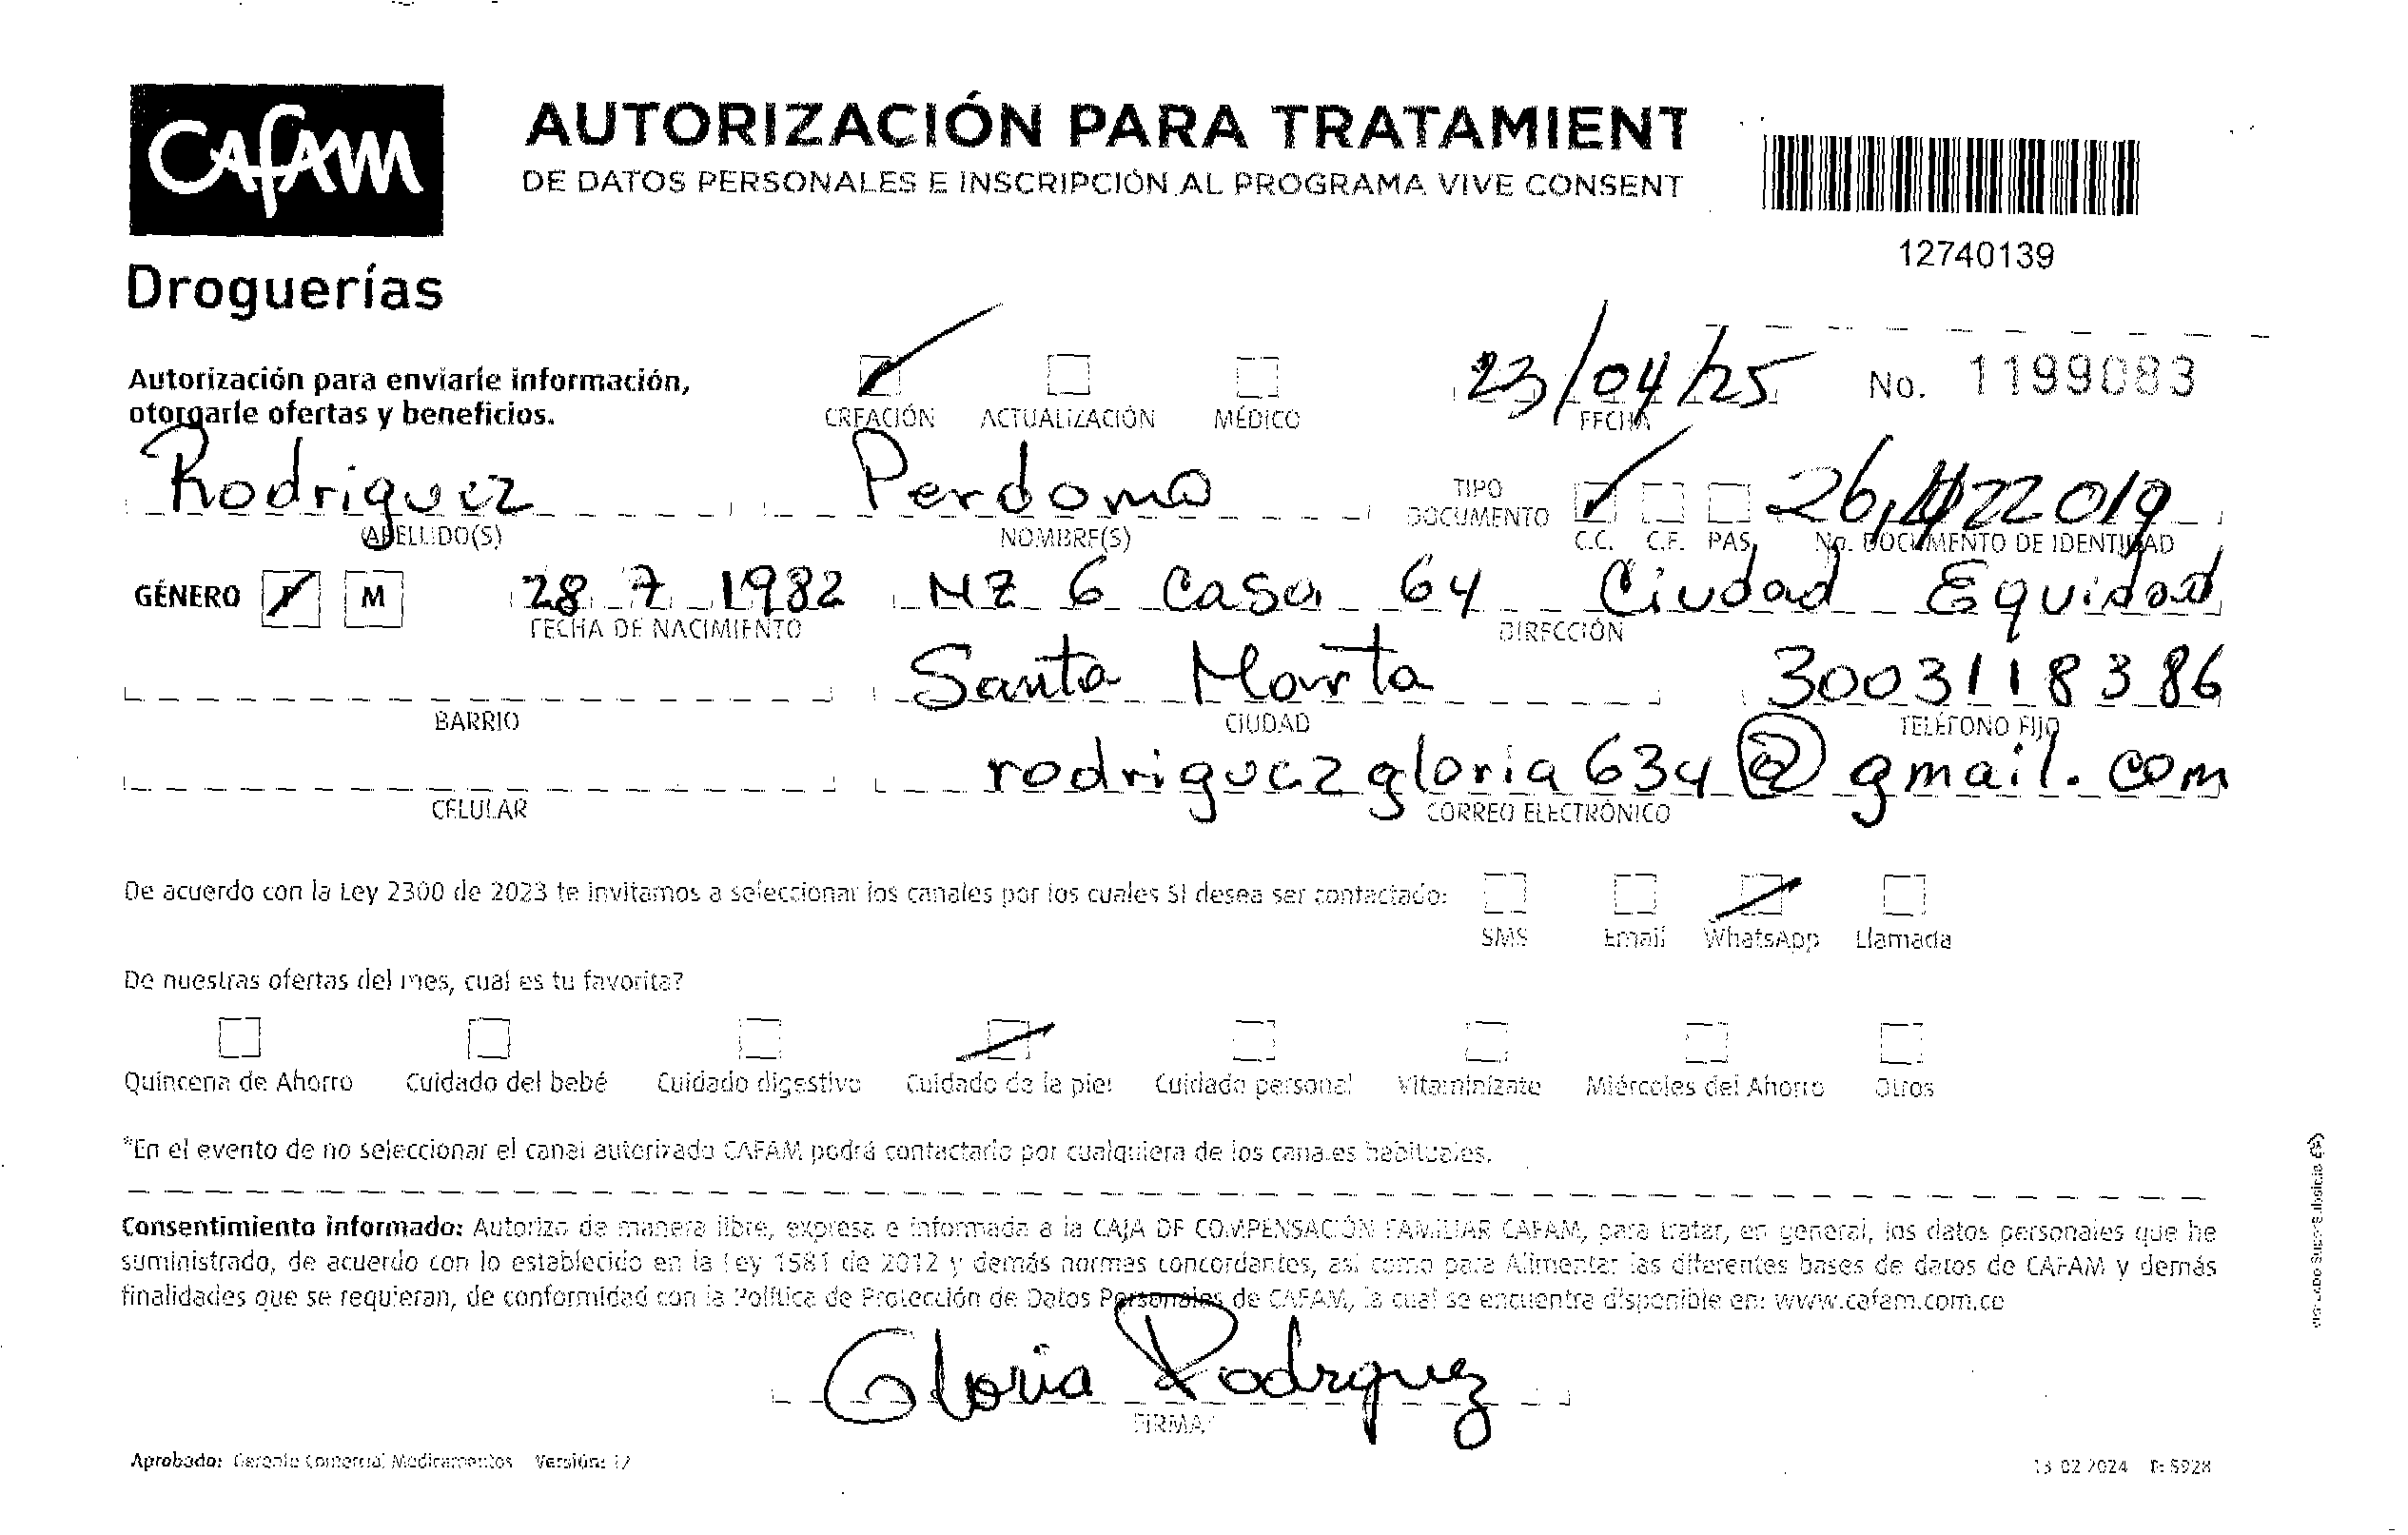 CAFAM
Droguerías
AUTORIZACIÓN PARA TRATAMIENT
DE DATOS PERSONALES E INSCRIPCIÓN AL PROGRAMA VIVE CONSENT
12740139
Autorización para enviarle información,
otorgarle ofertas y beneficios.
CREACIÓN ACTUALIZACIÓN MÉDICO
23/04/25
FECHA
No. 1199083
Rodriguez
APELLIDO(S)
Perdomo
NOMBRE(S)
TIPO
DOCUMENTO
C.C. C.E. PAS.
No. DOCUMENTO DE IDENTIDAD
GÉNERO F M
28 7 1982
FECHA DE NACIMIENTO
MZ 6 Casa 64 Ciudad Equidad
DIRECCIÓN
BARRIO
Santa Marta
CIUDAD
3003118386
TELÉFONO FIJO
CELULAR
rodriguezgloria634@gmail.com
CORREO ELECTRÓNICO
De acuerdo con la Ley 2300 de 2023 te invitamos a seleccionar los canales por los cuales SI desea ser contactado:
SMS Email WhatsApp Llamada
De nuestras ofertas del mes, cual es tu favorita?
Quincena de Ahorro Cuidado del bebé Cuidado digestivo Cuidado de la piel Cuidado personal Vitaminízate Miércoles del Ahorro Otros
*En el evento de no seleccionar el canal autorizado CAFAM podrá contactarlo por cualquiera de los canales habituales.
Consentimiento informado: Autorizo de manera libre, expresa e informada a la CAJA DE COMPENSACIÓN FAMILIAR CAFAM, para tratar, en general, los datos personales que he
suministrado, de acuerdo con lo establecido en la Ley 1581 de 2012 y demás normas concordantes, así como para Alimentar las diferentes bases de datos de CAFAM y demás
finalidades que se requieran, de conformidad con la Política de Protección de Datos Personales de CAFAM, la cual se encuentra disponible en: www.cafam.com.co
Gloria Rodriguez
FIRMA
Aprobado: Gerente Comercial Medicamentos Versión: 12
13 02 2024